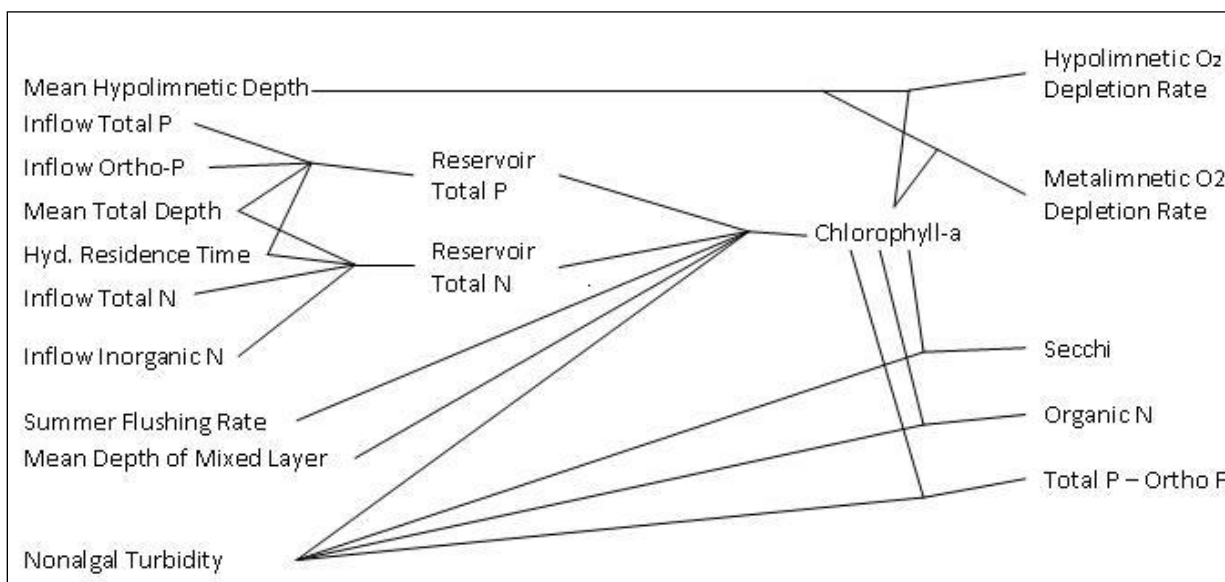 Mean Hypolimnetic Depth
Inflow Total P
Inflow Ortho-P
Mean Total Depth
Hyd. Residence Time
Inflow Total N
Inflow Inorganic N
Summer Flushing Rate
Mean Depth of Mixed Layer
Nonalgal Turbidity
Reservoir
Total P
Reservoir
Total N
Chlorophyll-a
Hypolimnetic O₂
Depletion Rate
Metalimnetic O2
Depletion Rate
Secchi
Organic N
Total P – Ortho P